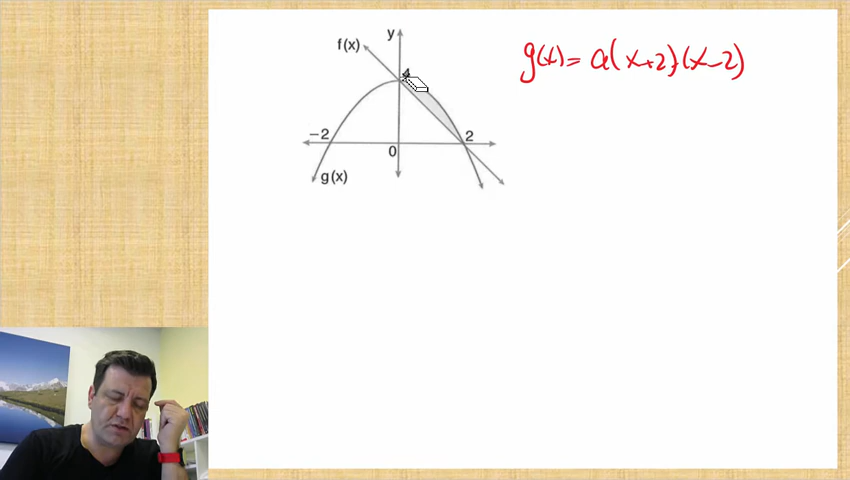 y
f(x)
4
g(x) = a(x+2).(x-2)
−2
2
0
g(x)